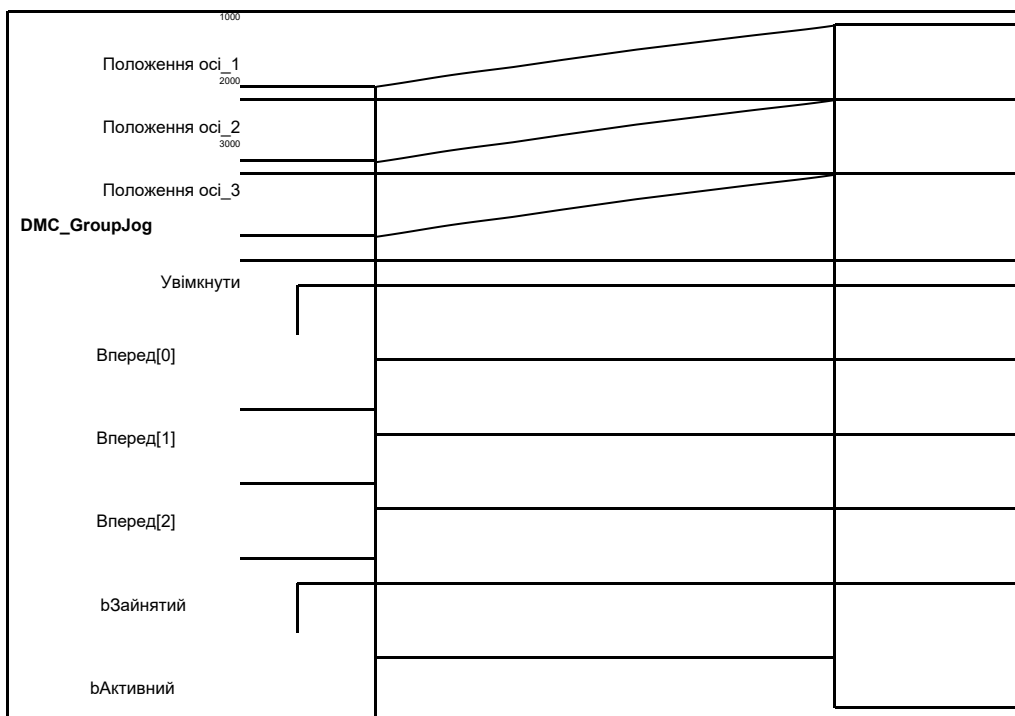 1000
Положення осі_1
2000
Положення осі_2
3000
Положення осі_3
DMC_GroupJog
Увімкнути
Вперед[0]
Вперед[1]
Вперед[2]
bЗайнятий
bАктивний